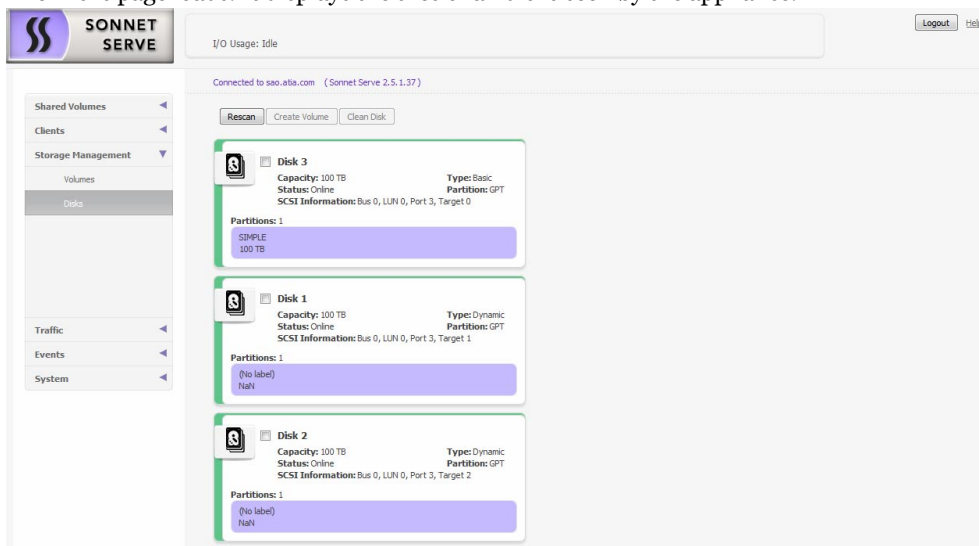 SONNET
SERVE
I/O Usage: Idle
Logout
Connected to sao.atia.com (Sonnet Serve 2.5.1.37)
Shared Volumes
Clients
Storage Management
Volumes
Disks
Traffic
Events
System
Rescan Create Volume Clean Disk
Disk 3
Capacity: 100 TB Type: Basic
Status: Online Partition: GPT
SCSI Information: Bus 0, LUN 0, Port 3, Target 0
Partitions: 1
SIMPLE
100 TB
Disk 1
Capacity: 100 TB Type: Dynamic
Status: Online Partition: GPT
SCSI Information: Bus 0, LUN 0, Port 3, Target 1
Partitions: 1
(No label)
NaN
Disk 2
Capacity: 100 TB Type: Dynamic
Status: Online Partition: GPT
SCSI Information: Bus 0, LUN 0, Port 3, Target 2
Partitions: 1
(No label)
NaN